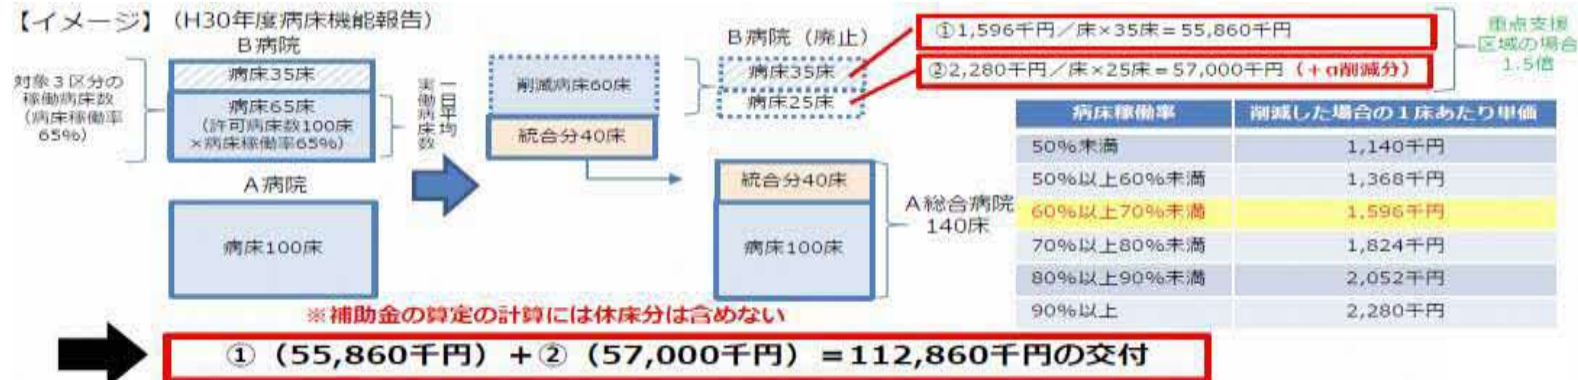 【イメージ】（H30年度病床機能報告）
B病院
対象３区分の
稼働病床数
（病床稼働率
65%）
病床35床
病床65床
（許可病床数100床
×病床稼働率65%）
一日平均
実働病床数
A病院
病床100床
削減病床60床
統合分40床
B病院（廃止）
病床35床
病床25床
統合分40床
病床100床
A総合病院
140床
①1,596千円／床×35床＝55,860千円
②2,280千円／床×25床＝57,000千円（＋α削減分）
重点支援
区域の場合
1.5倍
病床稼働率 削減した場合の１床あたり単価
50%未満 1,140千円
50%以上60%未満 1,368千円
60%以上70%未満 1,596千円
70%以上80%未満 1,824千円
80%以上90%未満 2,052千円
90%以上 2,280千円
※補助金の算定の計算には休床分は含めない
①（55,860千円）＋②（57,000千円）＝112,860千円の交付